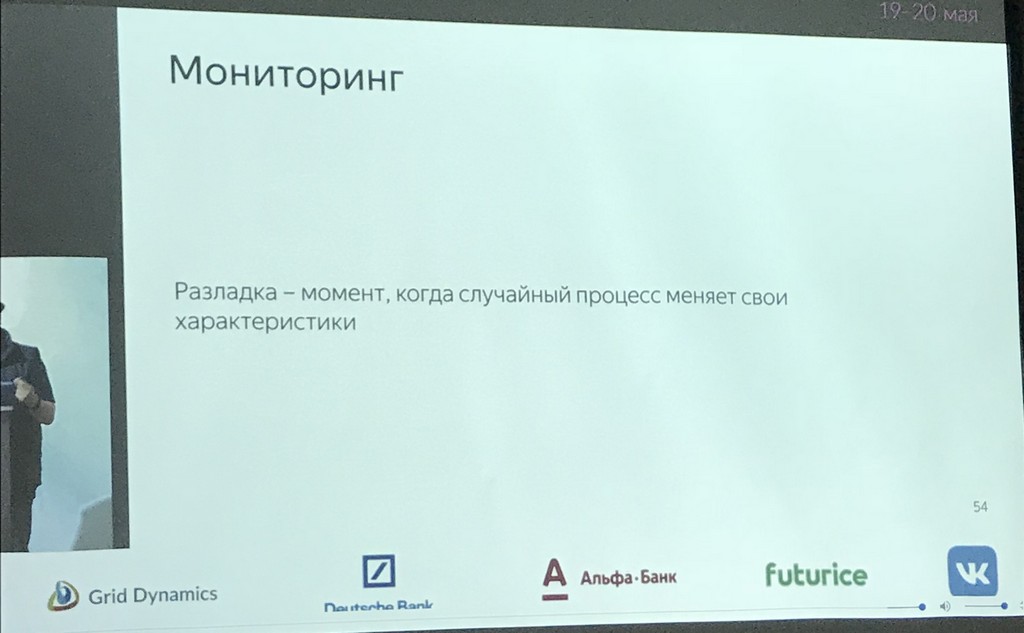 19-20 мая
Мониторинг
Разладка – момент, когда случайный процесс меняет свои
характеристики
54
Grid Dynamics
Deutsche Bank
Альфа·Банк
futurice
VK